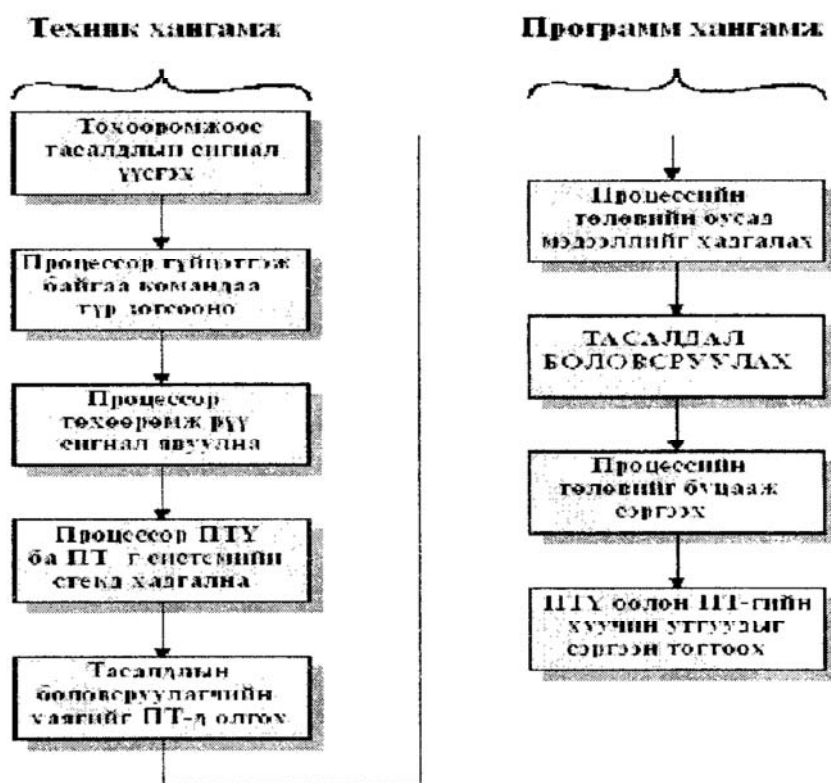 Техник хангамж
Төхөөрөмжөөс
тасалдлын сигнал
үүсгэх
Процессор гүйцэтгэж
байгаа командаа
түр зогсооно
Процессор
төхөөрөмж рүү
сигнал явуулна
Процессор ПТҮ
ба ПТ г системийн
стекд хадгална
Тасалдлын
боловсруулагчийн
хаягийг ПТ-д олгох
Программ хангамж
Процессийн
төлөвийн бусад
мэдээллийг хадгалах
ТАСАЛДАЛ
БОЛОВСРУУЛАХ
Процессийн
төлөвийг буцааж
сэргээх
ПТҮ болон ПТ-гийн
хуучин утгуудыг
сэргээн тогтоох